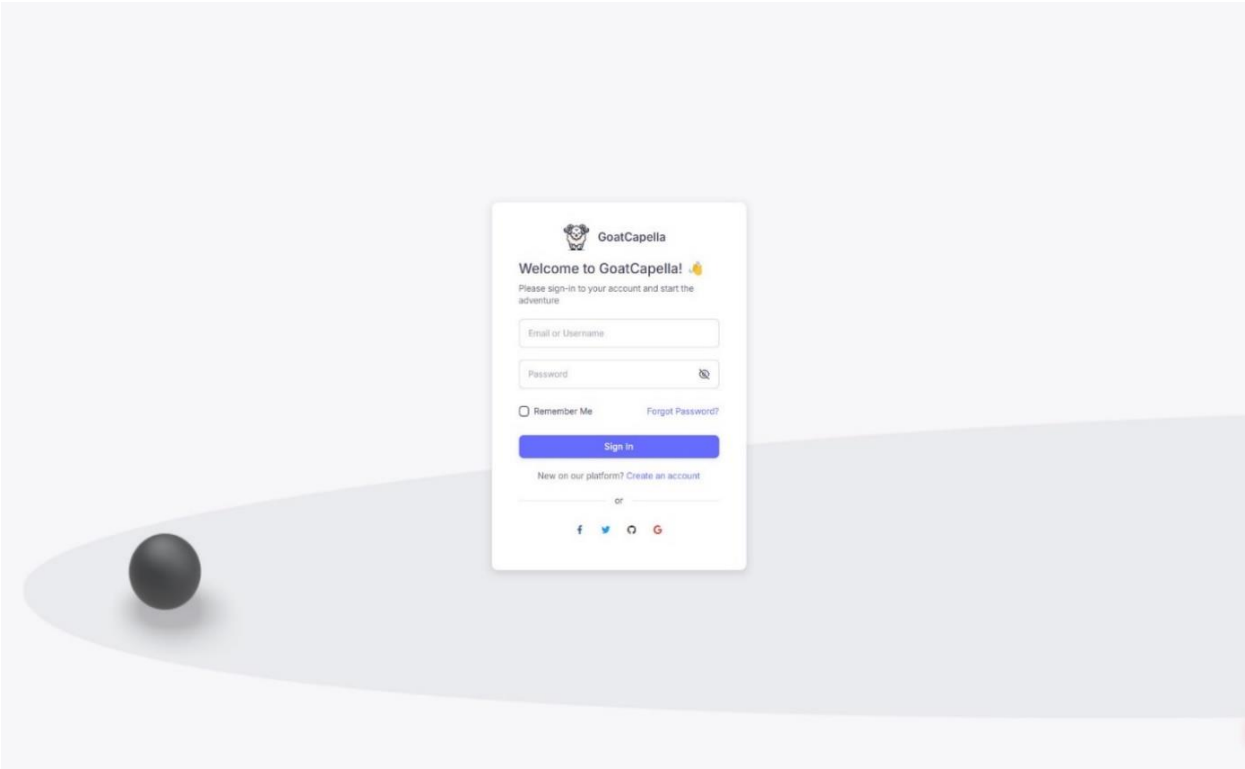 GoatCapella
Welcome to GoatCapella! 👋
Please sign-in to your account and start the
adventure
Email or Username
Password
Remember Me Forgot Password?
Sign In
New on our platform? Create an account
or